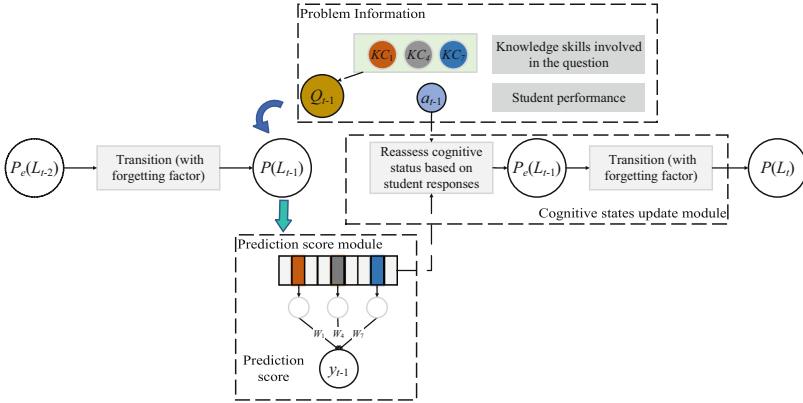 Problem Information
KC1 KC4 KC7
Knowledge skills involved
in the question
Qt-1
at-1
Student performance
Pe(Lt-2)
Transition (with
forgetting factor)
P(Lt-1)
Reassess cognitive
status based on
student responses
Pe(Lt-1)
Transition (with
forgetting factor)
P(Lt)
Cognitive states update module
Prediction score module
W1 W4 W7
Prediction
score
yt-1